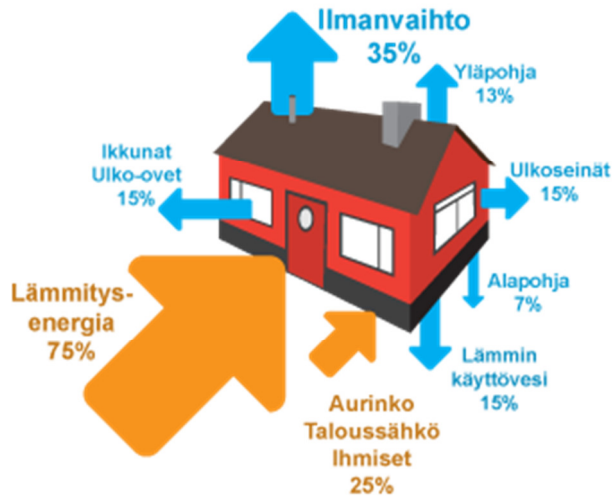 Ilmanvaihto
35%
Yläpohja
13%
Ikkunat
Ulko-ovet
15%
Ulkoseinät
15%
Lämmitys-
energia
75%
Alapohja
7%
Lämmin
käyttövesi
15%
Aurinko
Taloussähkö
Ihmiset
25%